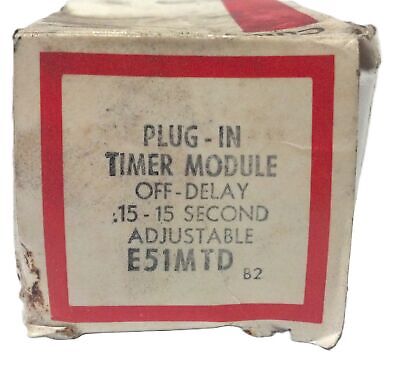 PLUG-IN
TIMER MODULE
OFF-DELAY
.15-15 SECOND
ADJUSTABLE
E51MTD
B2